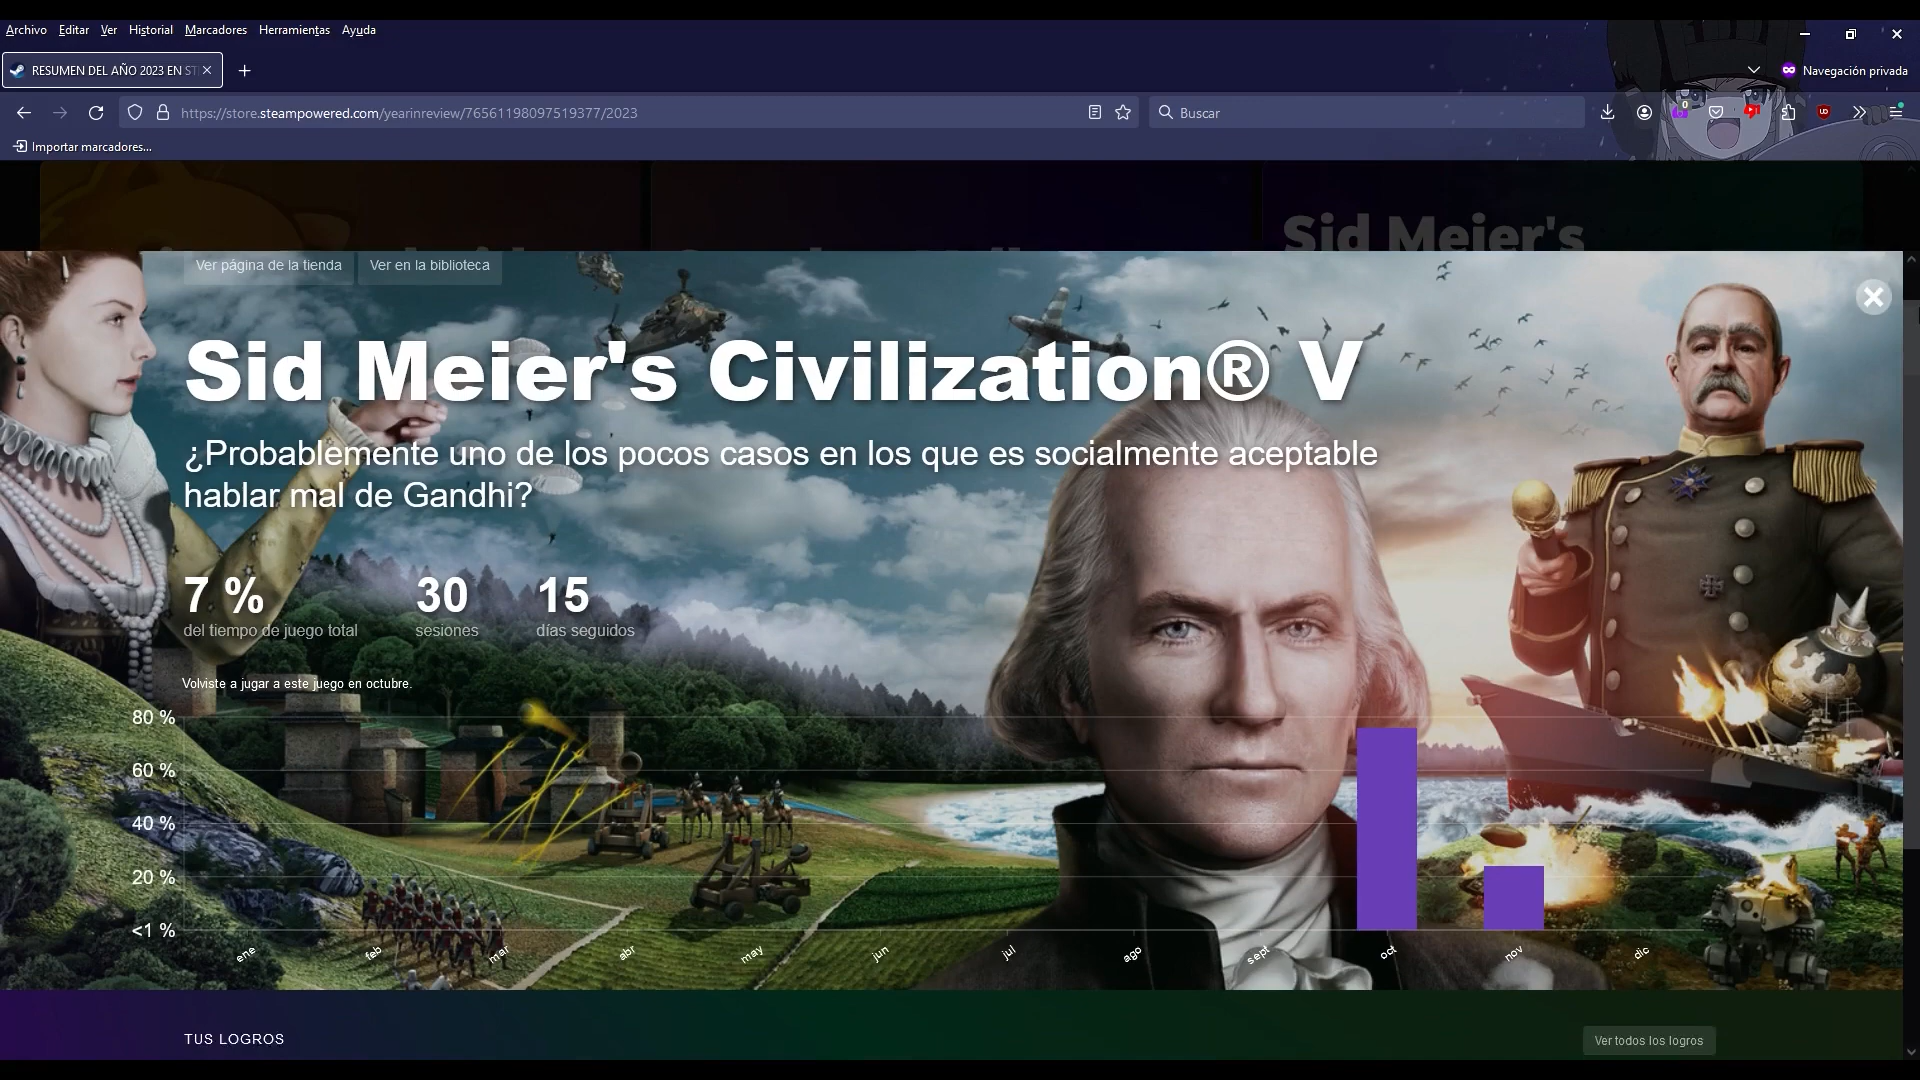 Archivo Editar Ver Historial Marcadores Herramientas Ayuda
RESUMEN DEL AÑO 2023 EN ST
Navegación privada
https://store.steampowered.com/yearinreview/76561198097519377/2023
Buscar
0
Importar marcadores...
Sid Meier's
Ver página de la tienda
Ver en la biblioteca
Sid Meier's Civilization® V
¿Probablemente uno de los pocos casos en los que es socialmente aceptable
hablar mal de Gandhi?
7 % 30 15
del tiempo de juego total sesiones días seguidos
Volviste a jugar a este juego en octubre.
80 %
60 %
40 %
20 %
<1 %
ene feb mar abr may jun jul ago sept oct nov dic
TUS LOGROS
Ver todos los logros